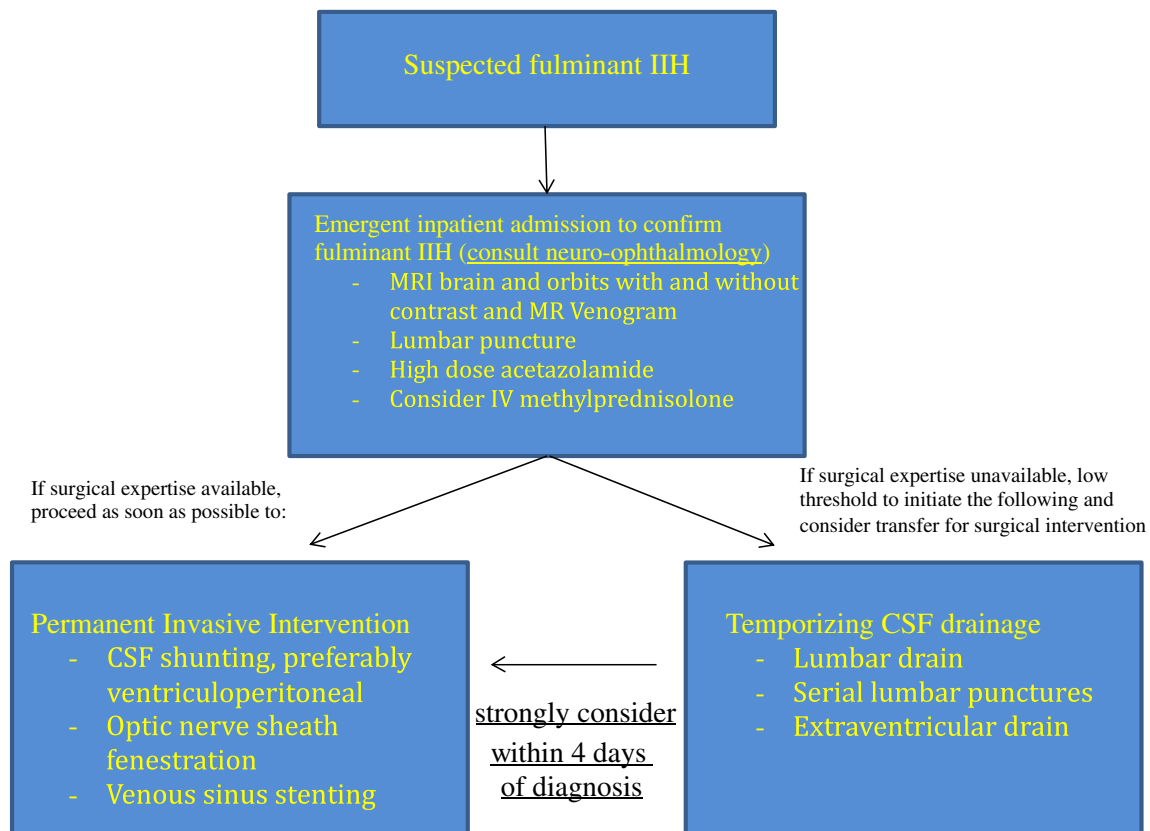 Suspected fulminant IIH
Emergent inpatient admission to confirm
fulminant IIH (consult neuro-ophthalmology)
- MRI brain and orbits with and without
contrast and MR Venogram
- Lumbar puncture
- High dose acetazolamide
- Consider IV methylprednisolone
If surgical expertise available,
proceed as soon as possible to:
If surgical expertise unavailable, low
threshold to initiate the following and
consider transfer for surgical intervention
Permanent Invasive Intervention
- CSF shunting, preferably
ventriculoperitoneal
- Optic nerve sheath
fenestration
- Venous sinus stenting
strongly consider
within 4 days
of diagnosis
Temporizing CSF drainage
- Lumbar drain
- Serial lumbar punctures
- Extraventricular drain